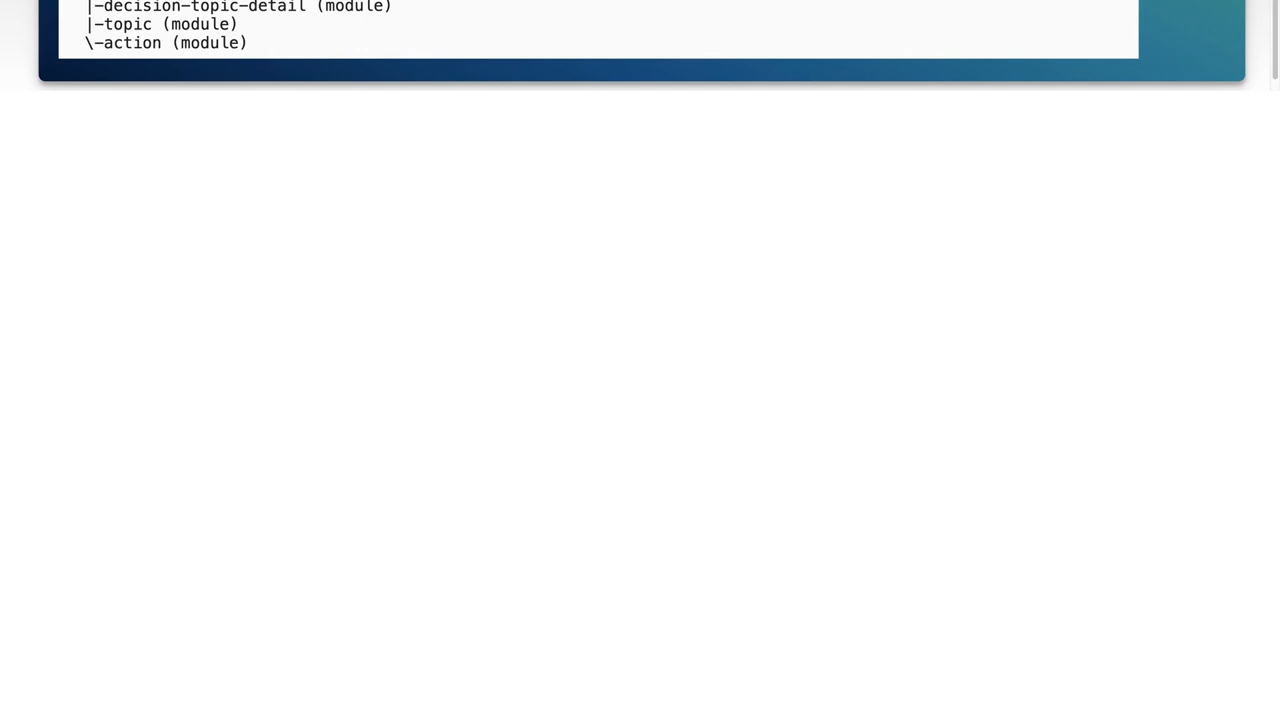 |-decision-topic-detail (module)
|-topic (module)
\-action (module)